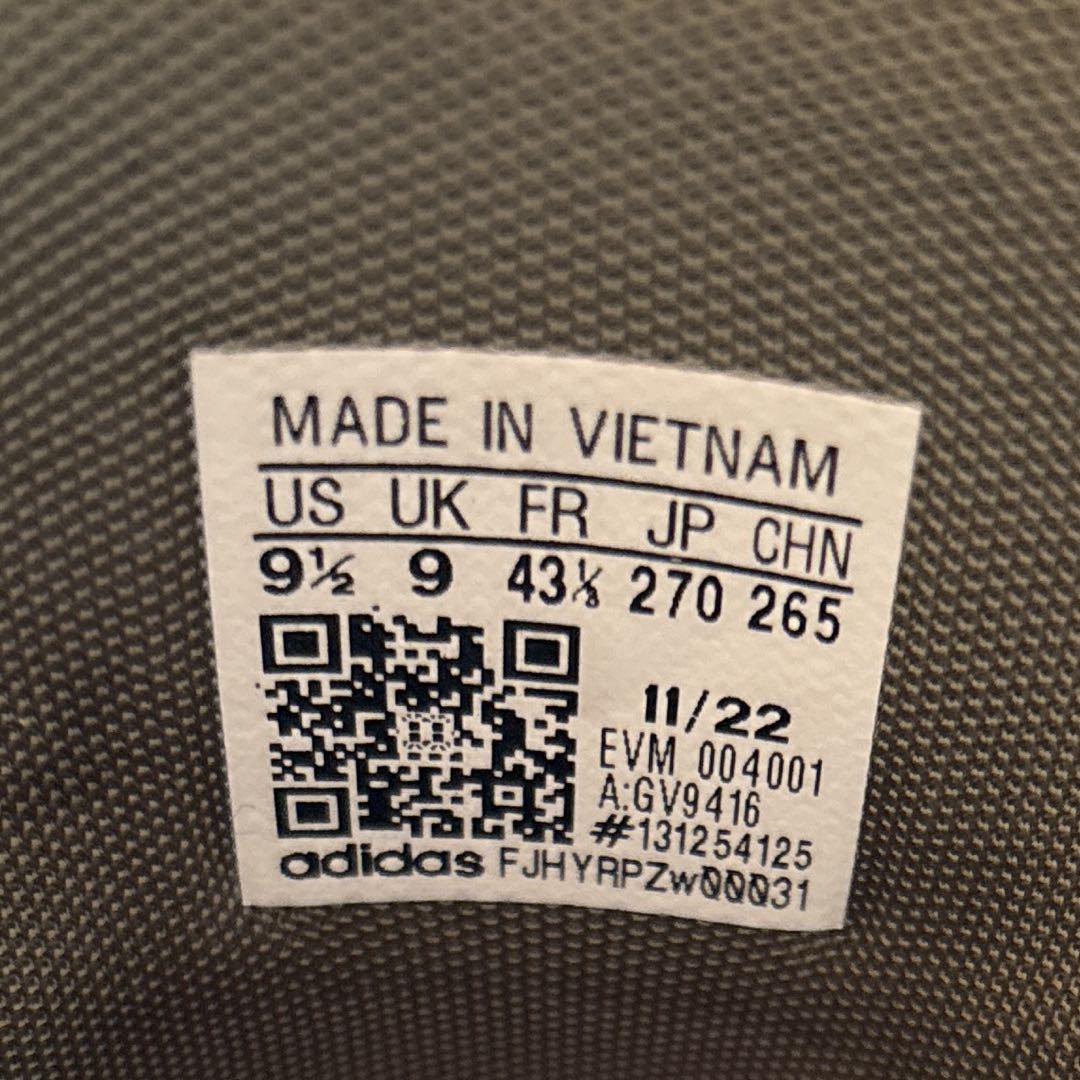 MADE IN VIETNAM
US UK FR JP CHN
9½ 9 43⅓ 270 265
11/22
EVM 004001
A:GV9416
#131254125
adidas FJHYRPZw00031